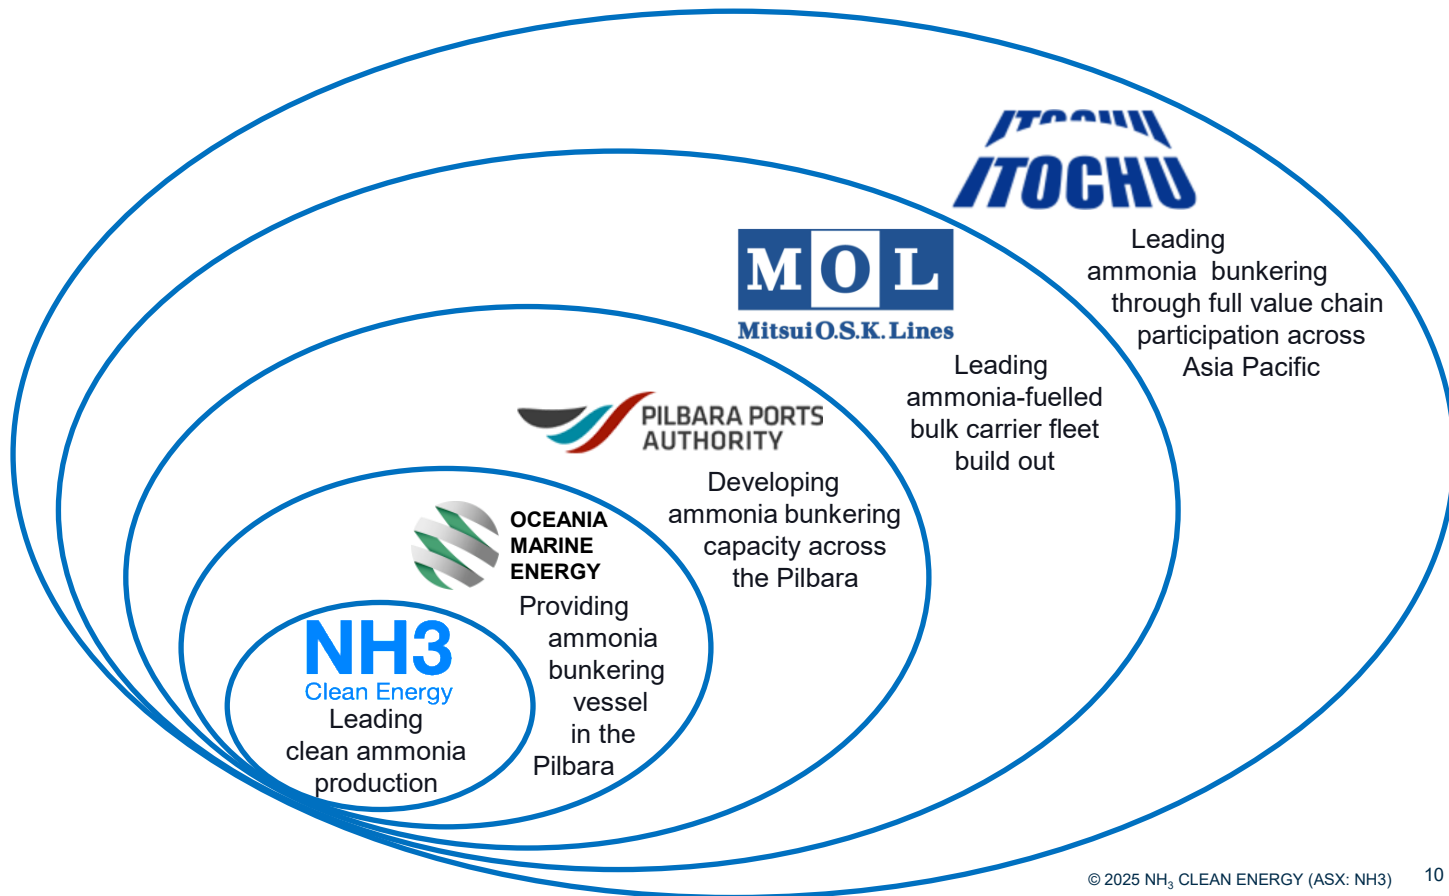 ITOCHU
ITOCHU
Leading
ammonia bunkering
through full value chain
participation across
Asia Pacific
MOL
Mitsui O.S.K. Lines
Leading
ammonia-fuelled
bulk carrier fleet
build out
PILBARA PORTS
AUTHORITY
Developing
ammonia bunkering
capacity across
the Pilbara
OCEANIA
MARINE
ENERGY
Providing
ammonia
bunkering
vessel
in the
Pilbara
NH3
Clean Energy
Leading
clean ammonia
production
© 2025 NH₃ CLEAN ENERGY (ASX: NH3) 10